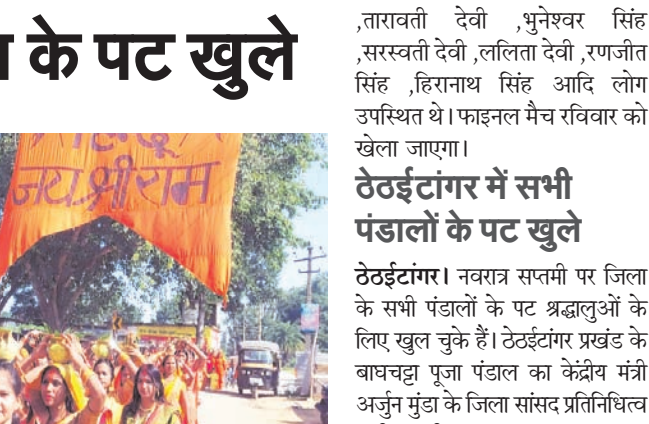 के पट खुले
जय श्री राम
,तारावती देवी ,भुनेश्वर सिंह
,सरस्वती देवी ,ललिता देवी ,रणजीत
सिंह ,हिरानाथ सिंह आदि लोग
उपस्थित थे। फाइनल मैच रविवार को
खेला जाएगा।
ठेठईटांगर में सभी
पंडालों के पट खुले
ठेठईटांगर। नवरात्र सप्तमी पर जिला
के सभी पंडालों के पट श्रद्धालुओं के
लिए खुल चुके हैं। ठेठईटांगर प्रखंड के
बाघचट्टा पूजा पंडाल का केंद्रीय मंत्री
अर्जुन मुंडा के जिला सांसद प्रतिनिधित्व